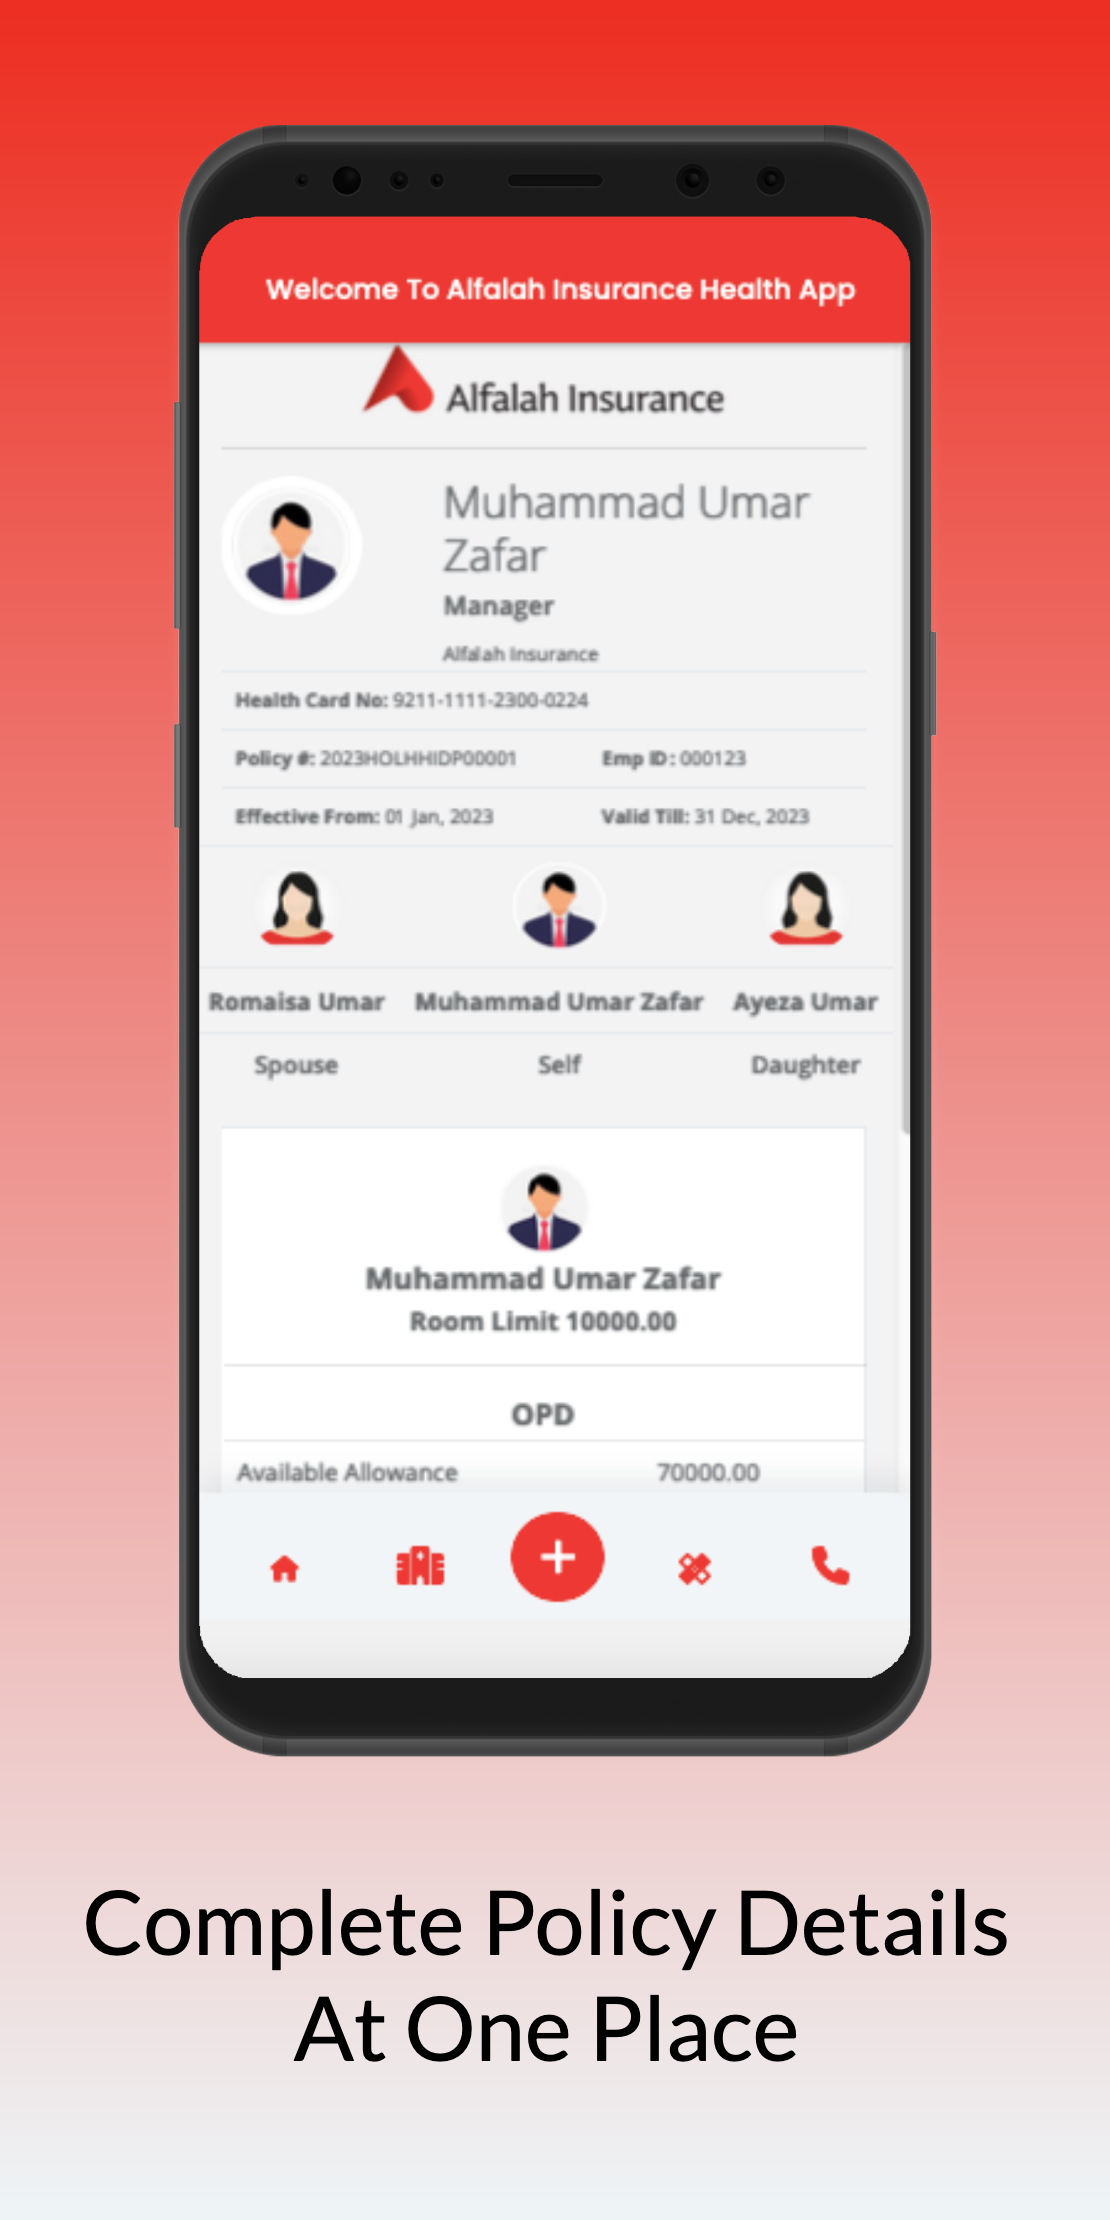 Welcome To Alfalah Insurance Health App
Alfalah Insurance
Muhammad Umar
Zafar
Manager
Alfalah Insurance
Health Card No: 9211-1111-2300-0224
Policy #: 2023HOLHHIDP00001 Emp ID: 000123
Effective From: 01 Jan, 2023 Valid Till: 31 Dec, 2023
Romaisa Umar Muhammad Umar Zafar Ayeza Umar
Spouse Self Daughter
Muhammad Umar Zafar
Room Limit 10000.00
OPD
Available Allowance 70000.00
Complete Policy Details
At One Place